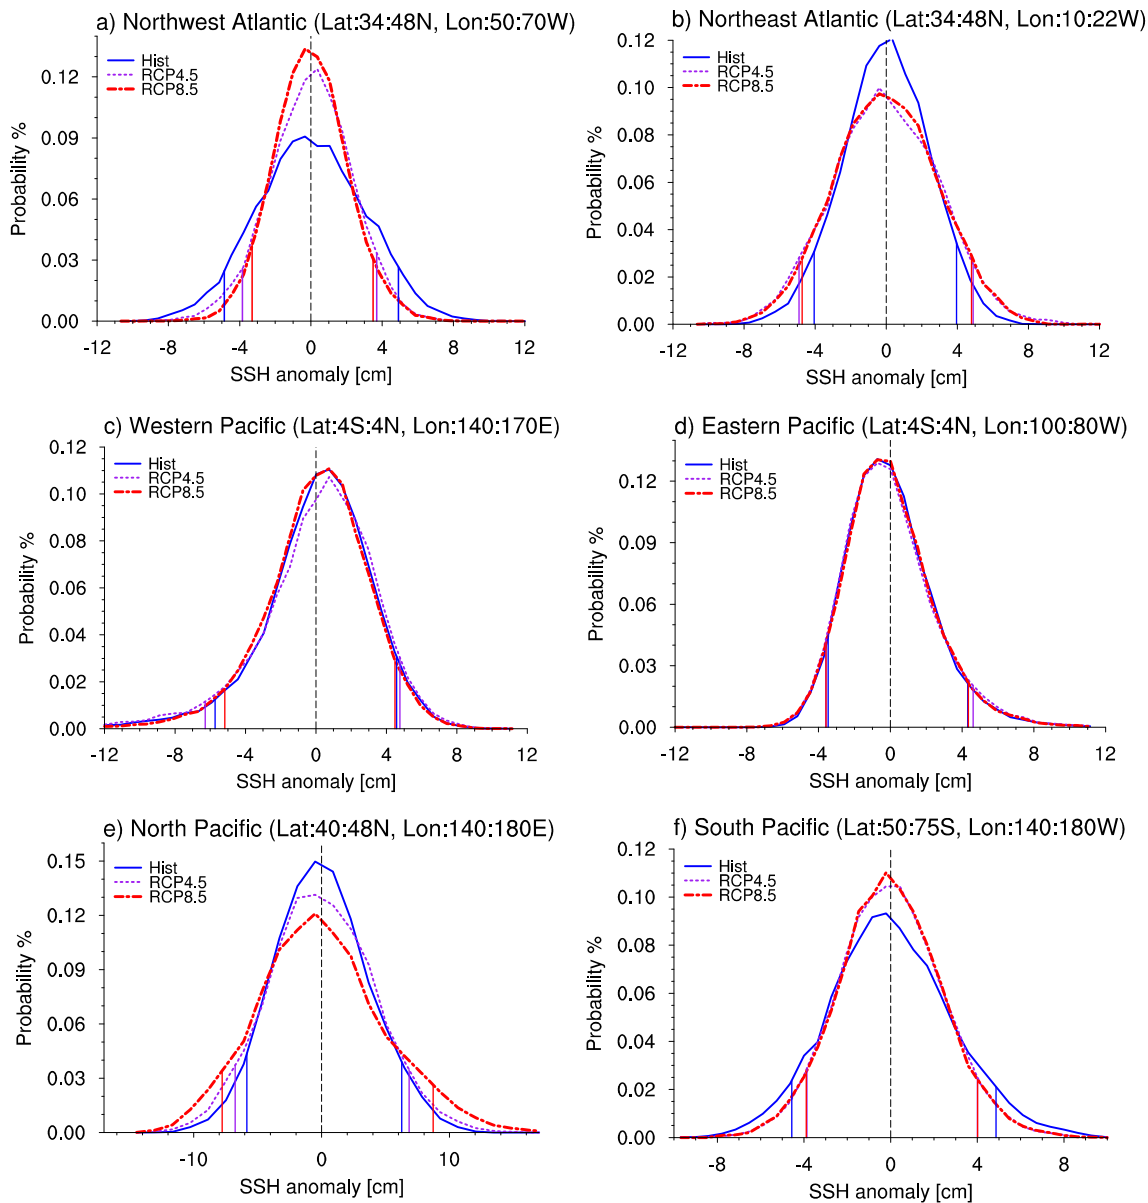 a) Northwest Atlantic (Lat:34:48N, Lon:50:70W)
Probability %
0.12
0.09
0.06
0.03
0.00
Hist
RCP4.5
RCP8.5
-12 -8 -4 0 4 8 12
SSH anomaly [cm]
b) Northeast Atlantic (Lat:34:48N, Lon:10:22W)
Probability %
0.12
0.10
0.08
0.06
0.04
0.02
0.00
Hist
RCP4.5
RCP8.5
-12 -8 -4 0 4 8 12
SSH anomaly [cm]
c) Western Pacific (Lat:4S:4N, Lon:140:170E)
Probability %
0.12
0.10
0.08
0.06
0.04
0.02
0.00
Hist
RCP4.5
RCP8.5
-12 -8 -4 0 4 8 12
SSH anomaly [cm]
d) Eastern Pacific (Lat:4S:4N, Lon:100:80W)
Probability %
0.12
0.09
0.06
0.03
0.00
Hist
RCP4.5
RCP8.5
-12 -8 -4 0 4 8 12
SSH anomaly [cm]
e) North Pacific (Lat:40:48N, Lon:140:180E)
Probability %
0.15
0.12
0.09
0.06
0.03
0.00
Hist
RCP4.5
RCP8.5
-10 0 10
SSH anomaly [cm]
f) South Pacific (Lat:50:75S, Lon:140:180W)
Probability %
0.12
0.10
0.08
0.06
0.04
0.02
0.00
Hist
RCP4.5
RCP8.5
-8 -4 0 4 8
SSH anomaly [cm]